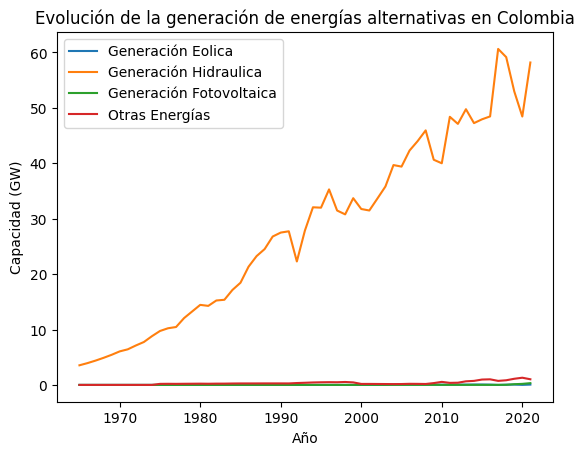 Evolución de la generación de energías alternativas en Colombia
Generación Eolica
Generación Hidraulica
Generación Fotovoltaica
Otras Energías
Capacidad (GW)
60
50
40
30
20
10
0
1970 1980 1990 2000 2010 2020
Año